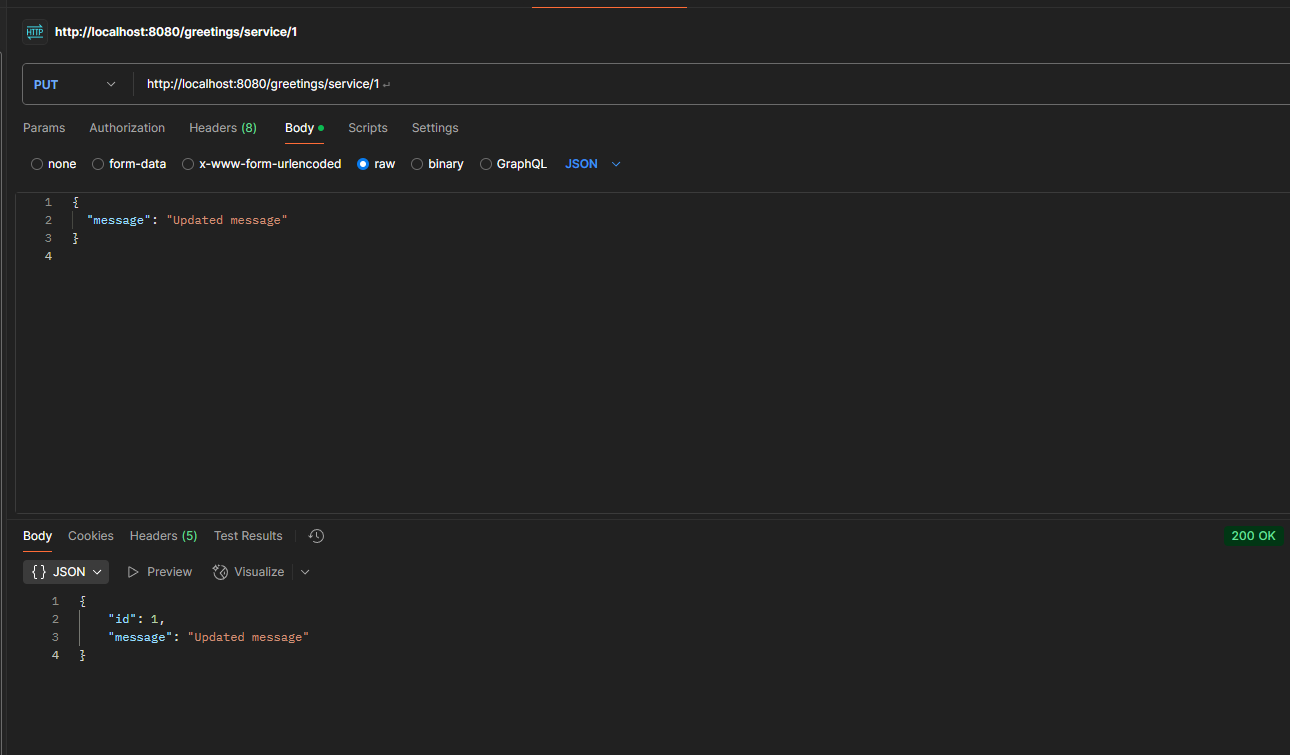 HTTP http://localhost:8080/greetings/service/1
PUT http://localhost:8080/greetings/service/1
Params Authorization Headers (8) Body Scripts Settings
none form-data x-www-form-urlencoded raw binary GraphQL JSON
1 {
2 "message": "Updated message"
3 }
4
Body Cookies Headers (5) Test Results 200 OK
{} JSON Preview Visualize
1 {
2 "id": 1,
3 "message": "Updated message"
4 }